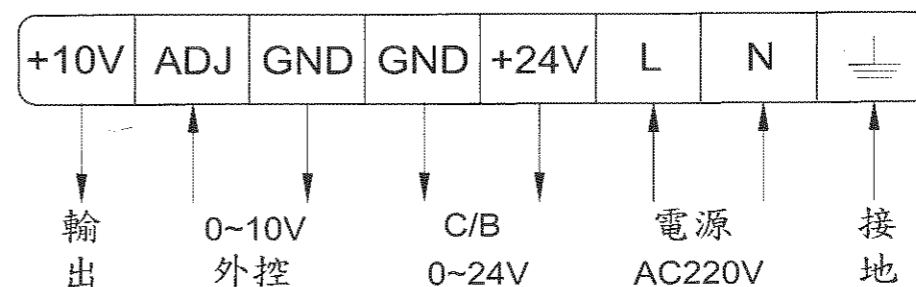 +10V ADJ GND GND +24V L N
輸出 0~10V C/B 電源 接地
外控 0~24V AC220V